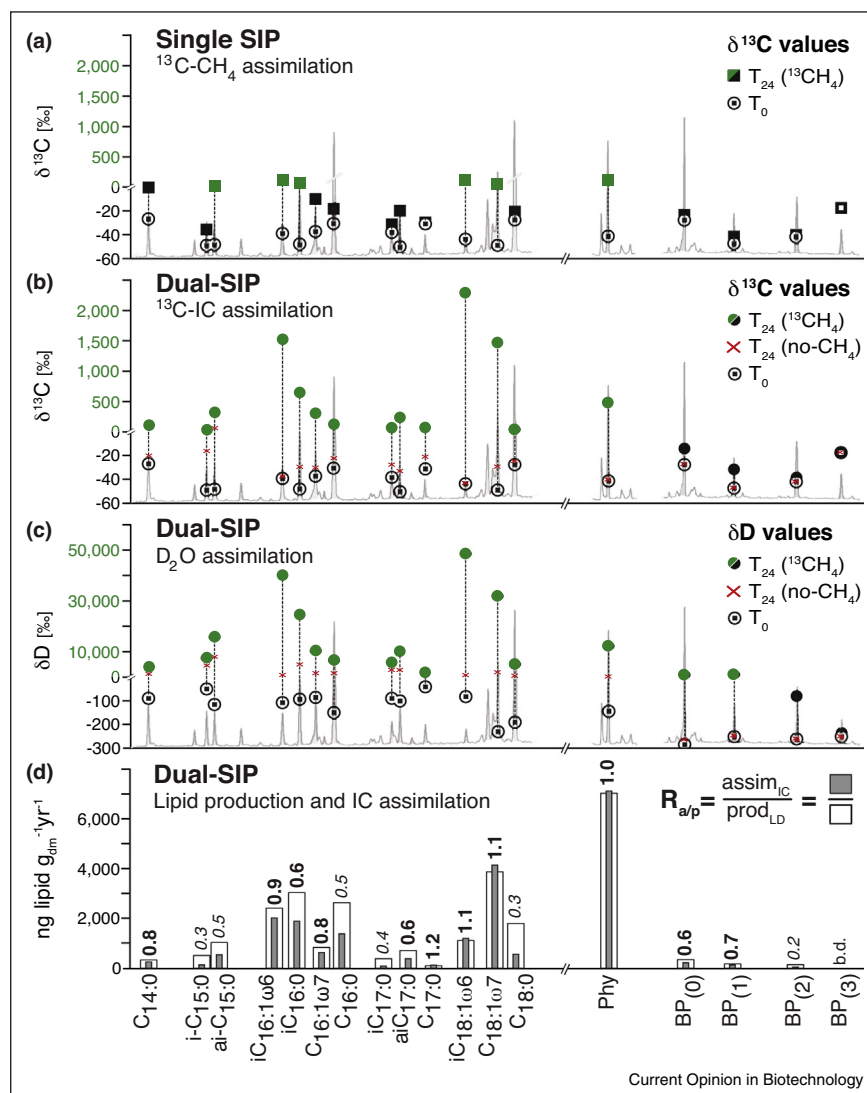 (a) Single SIP
¹³C-CH₄ assimilation
δ¹³C values
T₂₄ (¹³CH₄)
T₀
δ¹³C [‰]
2,000
1,500
1,000
500
0
-20
-40
-60
(b) Dual-SIP
¹³C-IC assimilation
δ¹³C values
T₂₄ (¹³CH₄)
T₂₄ (no-CH₄)
T₀
δ¹³C [‰]
2,000
1,500
1,000
500
0
-20
-40
-60
(c) Dual-SIP
D₂O assimilation
δD values
T₂₄ (¹³CH₄)
T₂₄ (no-CH₄)
T₀
δD [‰]
50,000
30,000
10,000
-100
-200
-300
(d) Dual-SIP
Lipid production and IC assimilation
R_a/p = assim_IC / prod_LD =
ng lipid g_dm⁻¹yr⁻¹
6,000
4,000
2,000
0
0.8
0.3
0.5
0.9
0.6
0.8
0.5
0.4
0.6
1.2
1.1
1.1
0.3
1.0
0.6
0.7
0.2
b.d.
C14:0
i-C15:0
ai-C15:0
iC16:1ω6
iC16:0
C16:1ω7
C16:0
iC17:0
aiC17:0
C17:0
iC18:1ω6
C18:1ω7
C18:0
Phy
BP(0)
BP(1)
BP(2)
BP(3)
Current Opinion in Biotechnology